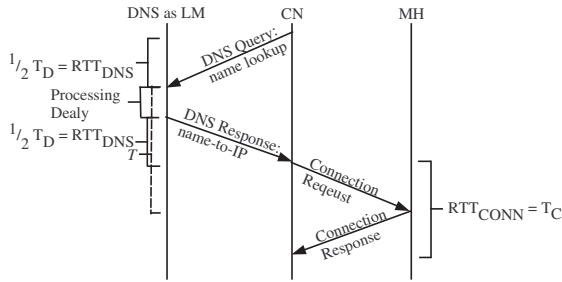 DNS as LM
CN
MH
DNS Query:
name lookup
1/2 TD = RTTDNS
Processing
Dealy
1/2 TD = RTTDNS
T
DNS Response:
name-to-IP
Connection
Reqeust
RTTCONN = TC
Connection
Response